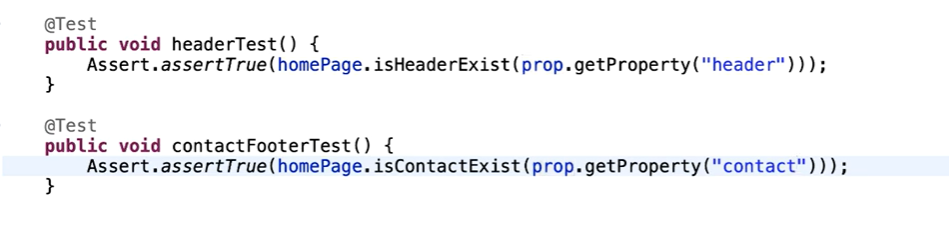 @Test
public void headerTest() {
Assert.assertTrue(homePage.isHeaderExist(prop.getProperty("header")));
}
@Test
public void contactFooterTest() {
Assert.assertTrue(homePage.isContactExist(prop.getProperty("contact")));
}